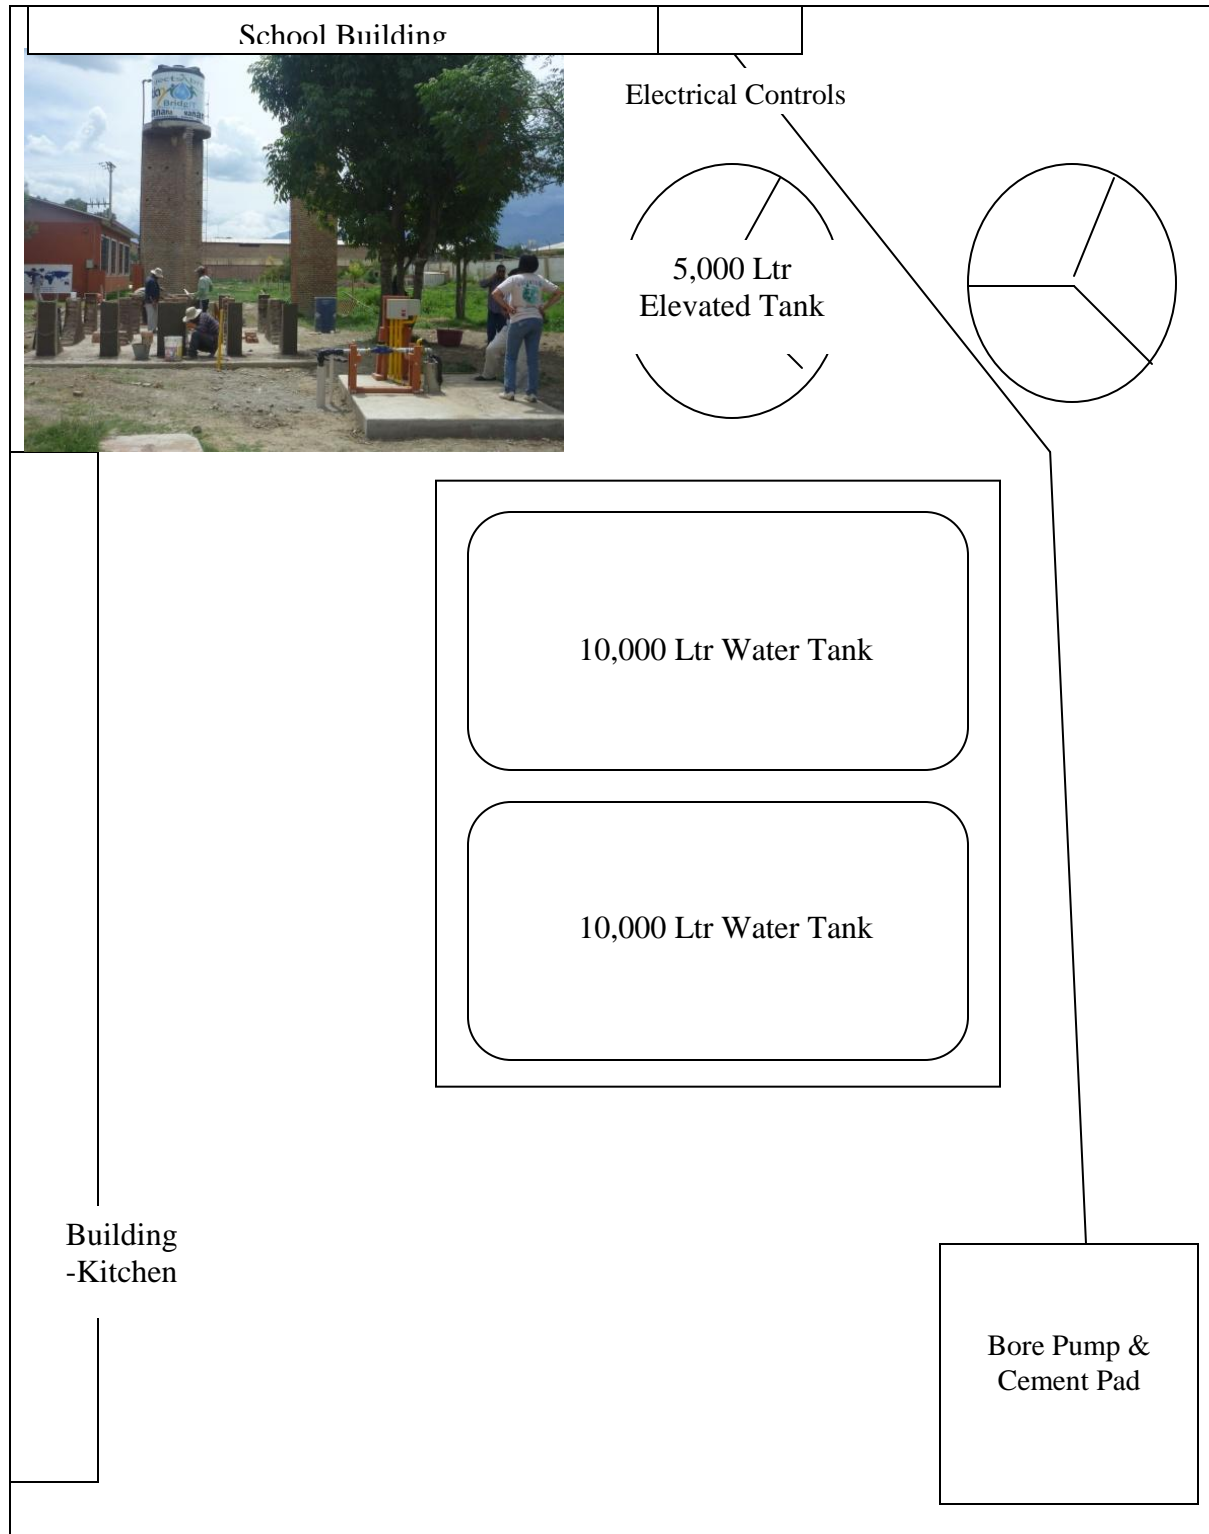 School Building
Electrical Controls
5,000 Ltr
Elevated Tank
10,000 Ltr Water Tank
10,000 Ltr Water Tank
Building
-Kitchen
Bore Pump &
Cement Pad